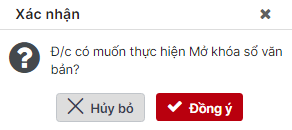 Xác nhận
Đ/c có muốn thực hiện Mở khóa sổ văn
bản?
Hủy bỏ
Đồng ý